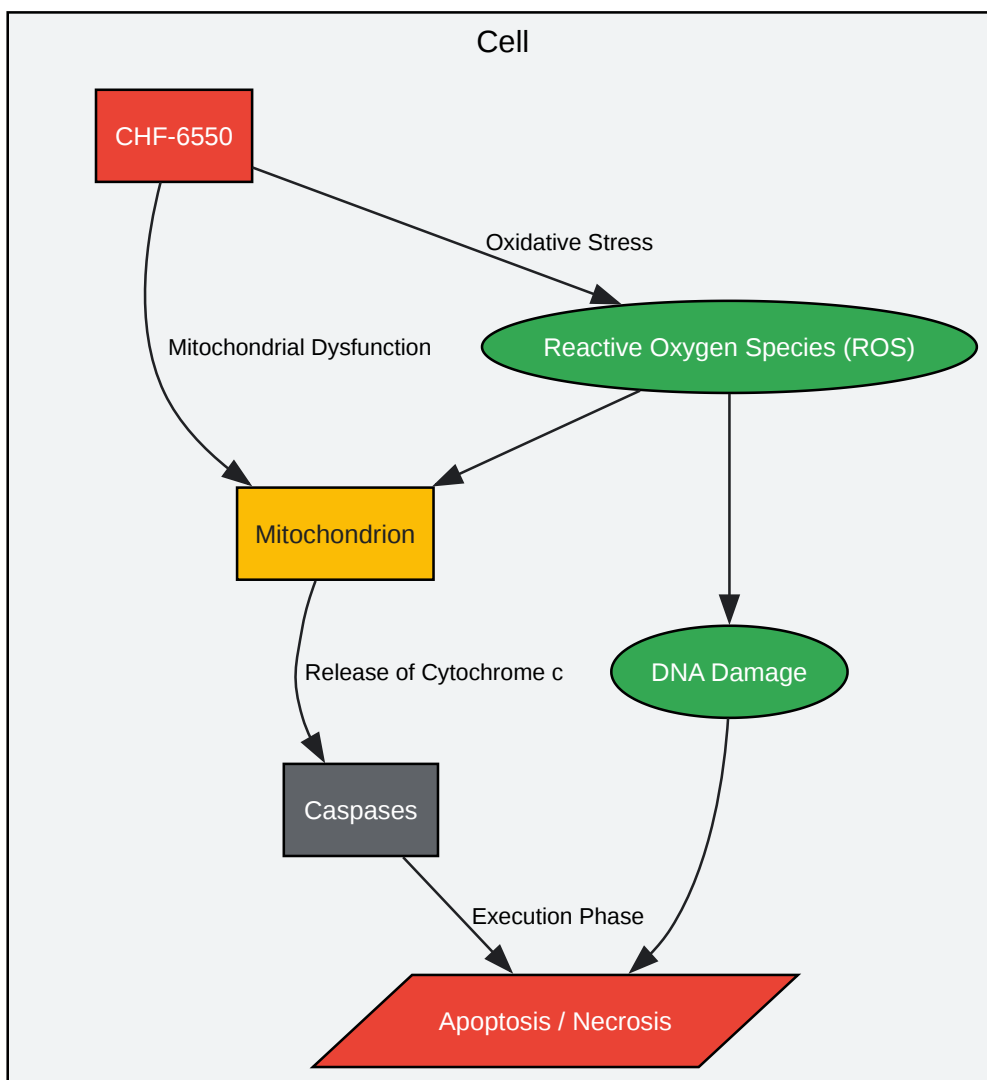 Cell
CHF-6550
Oxidative Stress
Mitochondrial Dysfunction
Reactive Oxygen Species (ROS)
Mitochondrion
Release of Cytochrome c
DNA Damage
Caspases
Execution Phase
Apoptosis / Necrosis